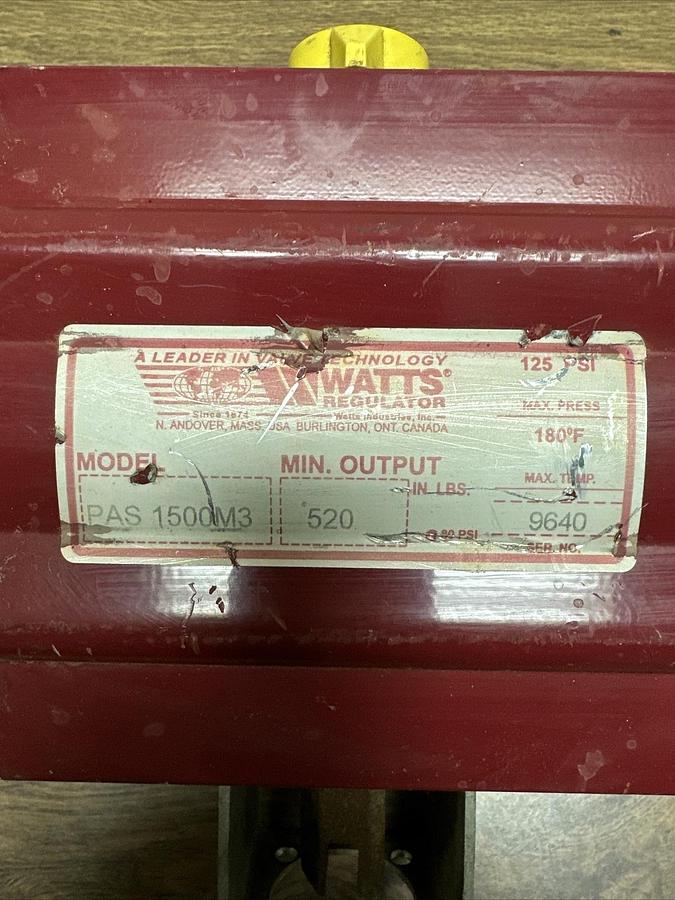 A LEADER IN VALVE TECHNOLOGY
WATTS®
REGULATOR
Since 1874
Watts Industries, Inc.
N. ANDOVER, MASS. USA BURLINGTON, ONT. CANADA
125 PSI
MAX. PRESS
180ºF
MAX. TEMP.
MODEL
PAS 1500M3
MIN. OUTPUT
520
IN LBS.
@ 80 PSI
9640
SER. NO.